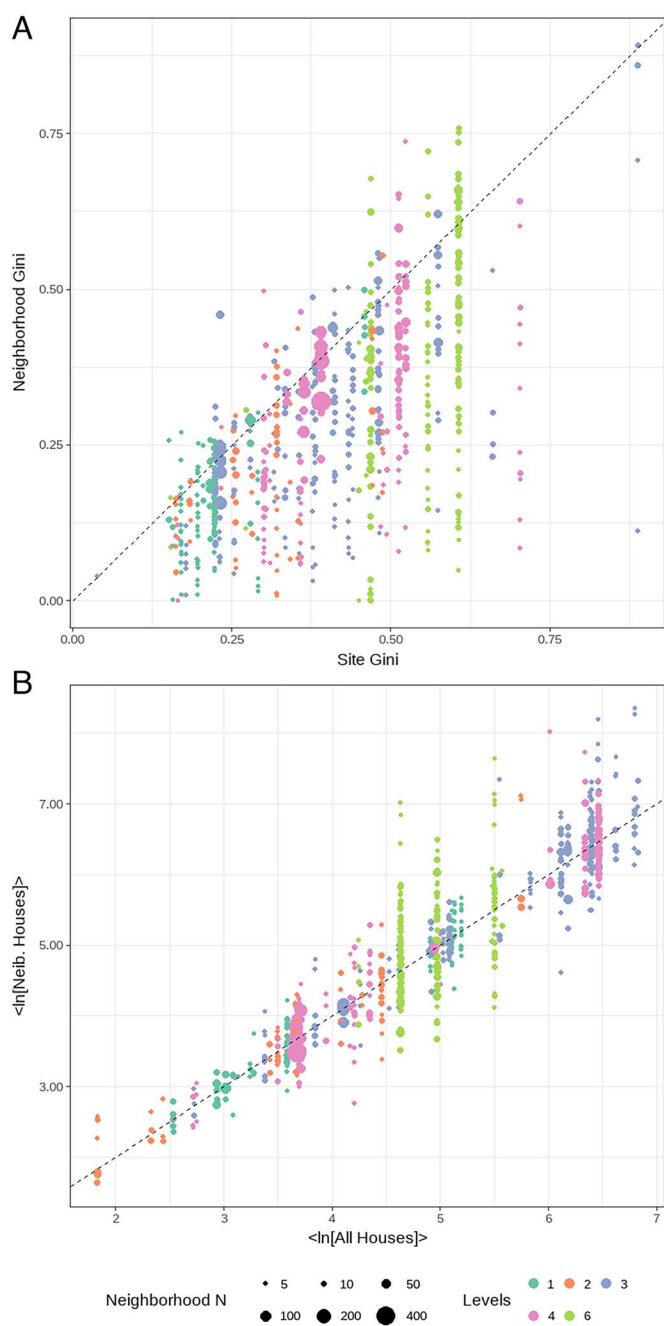 A
0.75
0.50
0.25
0.00
Neighborhood Gini
0.00 0.25 0.50 0.75
Site Gini
B
7.00
5.00
3.00
<ln[Neib. Houses]>
2 3 4 5 6 7
<ln[All Houses]>
Neighborhood N 5 10 50 Levels 1 2 3
100 200 400 4 6